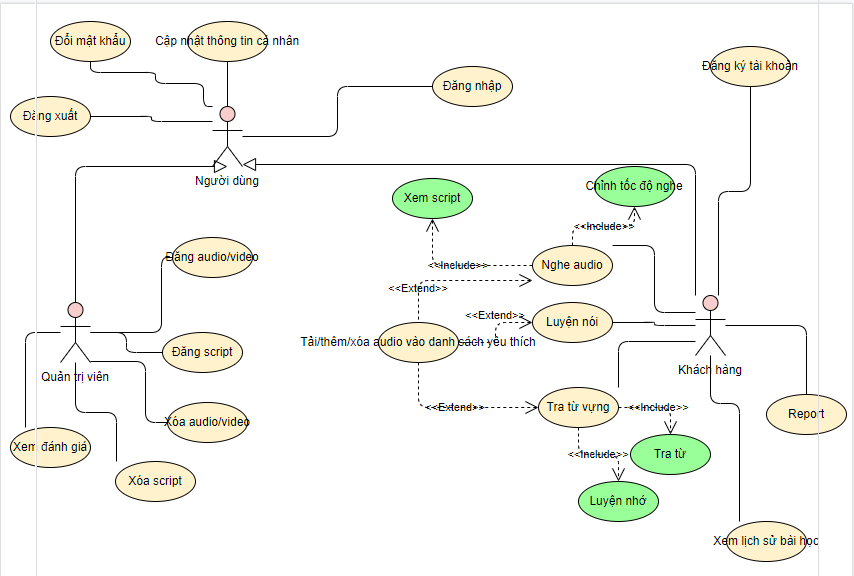 Đổi mật khẩu
Cập nhật thông tin cá nhân
Đăng ký tài khoản
Đăng nhập
Đăng xuất
Người dùng
Chỉnh tốc độ nghe
Xem script
<<Include>>
Đăng audio/video
<<Include>>
Nghe audio
<<Extend>>
<<Extend>>
Luyện nói
Tải/thêm/xóa audio vào danh sách yêu thích
Đăng script
Quản trị viên
Khách hàng
<<Extend>>
Tra từ vựng
<<Include>>
Report
Xóa audio/video
Xem đánh giá
<<Include>>
Tra từ
Xóa script
Luyện nhớ
Xem lịch sử bài học